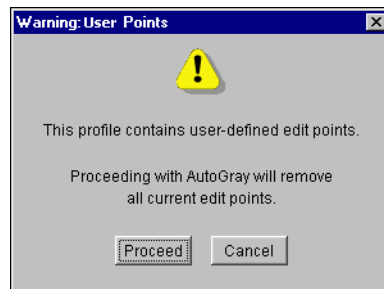 Warning: User Points
This profile contains user-defined edit points.
Proceeding with AutoGray will remove
all current edit points.
Proceed
Cancel